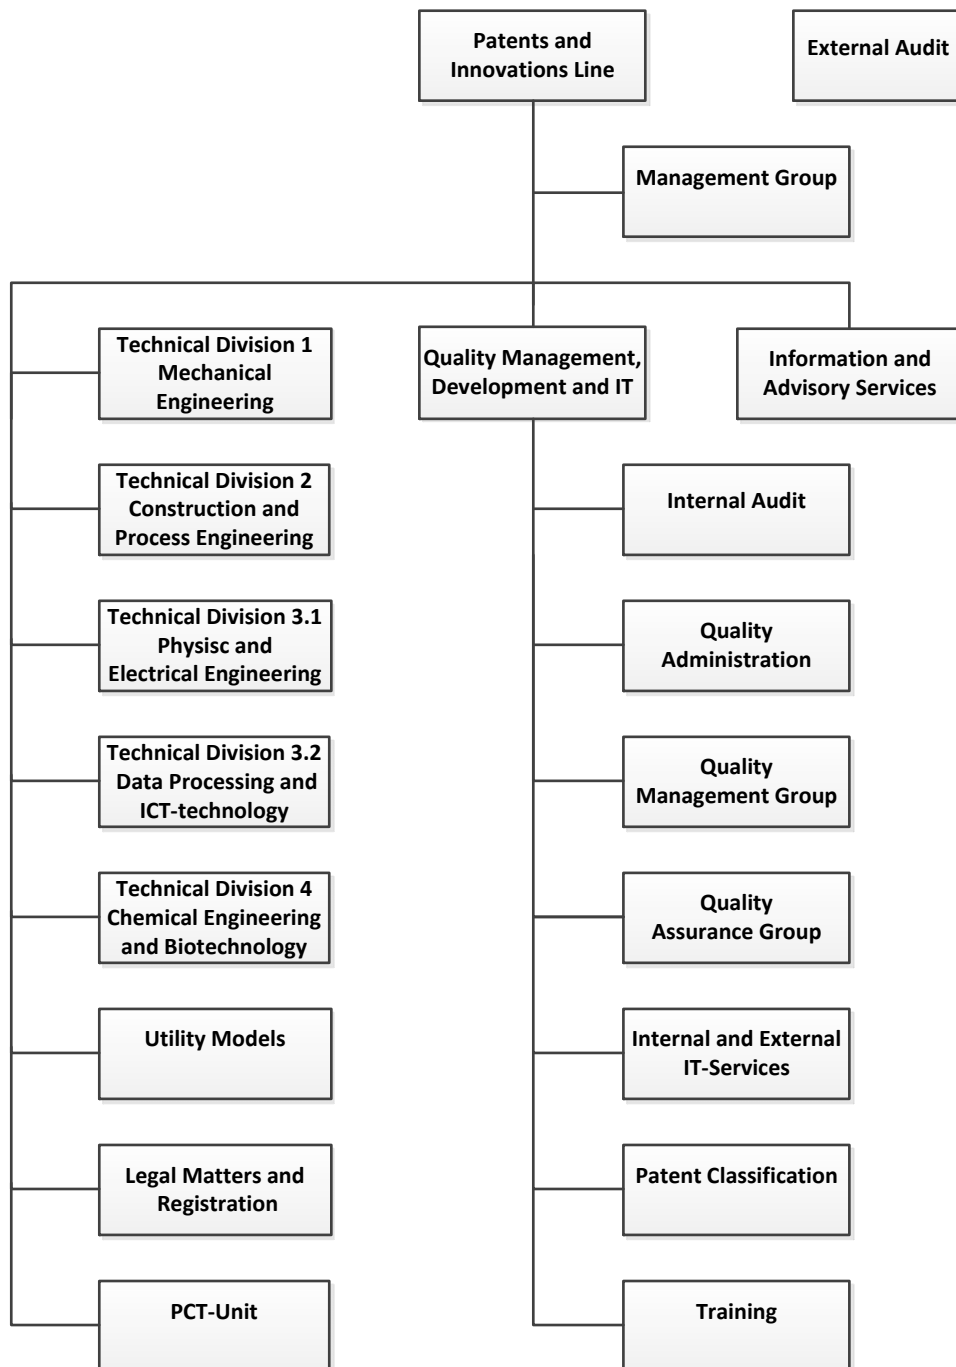 Patents and
Innovations Line
External Audit
Management Group
Technical Division 1
Mechanical
Engineering
Quality Management,
Development and IT
Information and
Advisory Services
Technical Division 2
Construction and
Process Engineering
Internal Audit
Technical Division 3.1
Physisc and
Electrical Engineering
Quality
Administration
Technical Division 3.2
Data Processing and
ICT-technology
Quality
Management Group
Technical Division 4
Chemical Engineering
and Biotechnology
Quality
Assurance Group
Utility Models
Internal and External
IT-Services
Legal Matters and
Registration
Patent Classification
PCT-Unit
Training